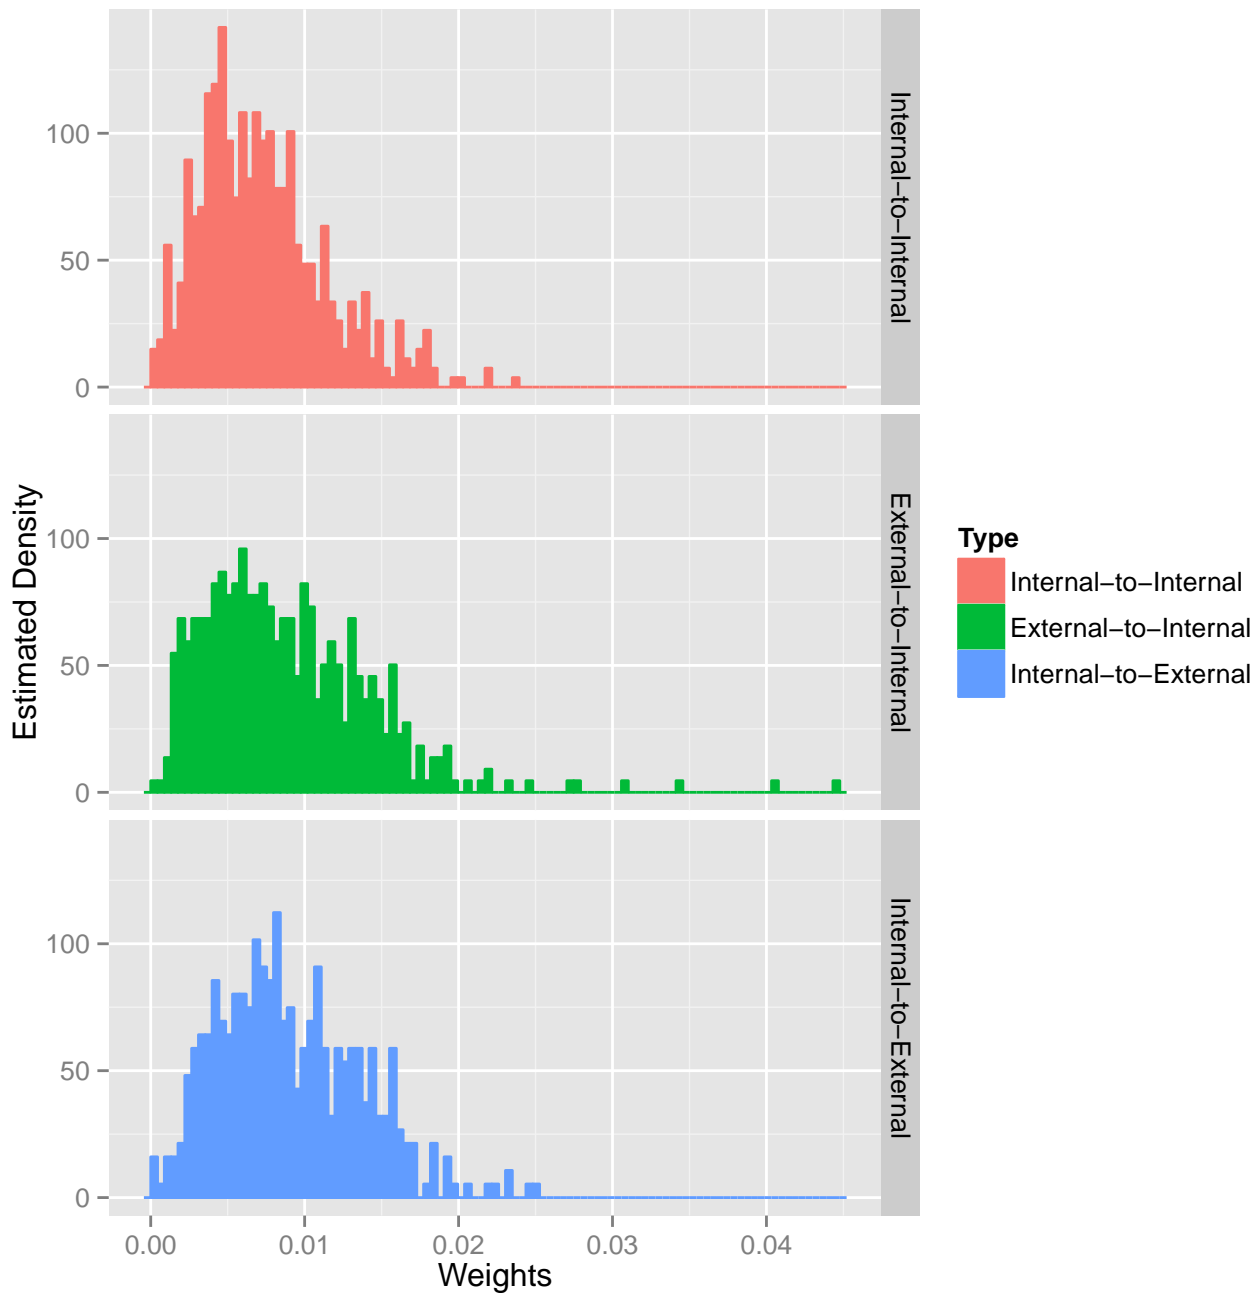 100
50
0
Internal−to−Internal
Estimated Density
100
50
0
External−to−Internal
100
50
0
Internal−to−External
0.00
0.01
0.02
0.03
0.04
Weights
Type
Internal−to−Internal
External−to−Internal
Internal−to−External